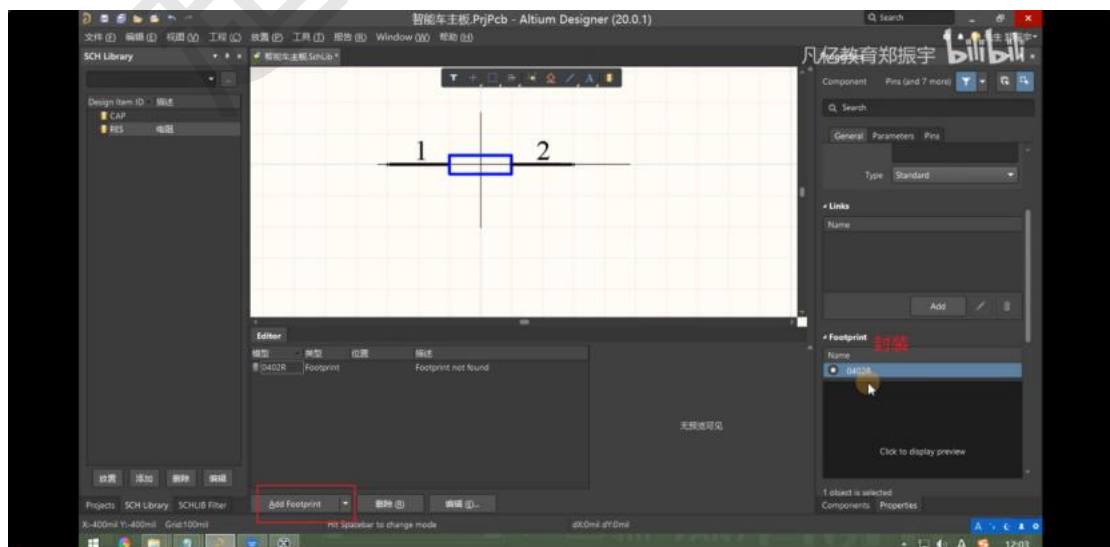 智能车主板.PrjPcb - Altium Designer (20.0.1)
Search
文件(F) 编辑(E) 视图(V) 工程(C) 放置(P) 工具(T) 报告(R) Window(W) 帮助(H)
SCH Library
智能车主板.SchLib *
凡亿教育郑振宇
bilibili
Component Pins (and 7 more)
Search
Design Item ID 描述
CAP
RES 电阻
General Parameters Pins
1 2
Type Standard
Links
Name
Add
Editor
Footprint 封装
模型 类型 位置 描述
Name
0402R Footprint Footprint not found
0402R
无预览可见
Click to display preview
放置 添加 删除 编辑
1 object is selected
Add Footprint 删除(R) 编辑(I)...
Projects SCH Library SCHLIB Filter
Components Properties
X:-400mil Y:-400mil Grid:100mil
Hit Spacebar to change mode
dX:0mil dY:0mil
12:03